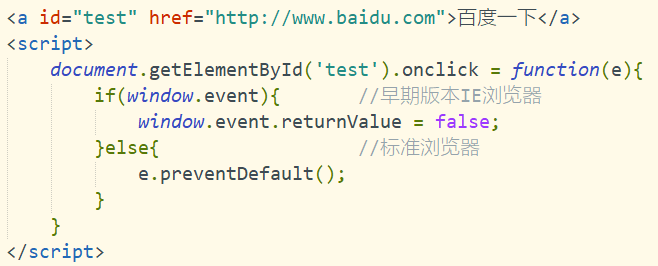 <a id="test" href="http://www.baidu.com">百度一下</a>
<script>
    document.getElementById('test').onclick = function(e){
        if(window.event){       //早期版本IE浏览器
            window.event.returnValue = false;
        }else{                  //标准浏览器
            e.preventDefault();
        }
    }
</script>